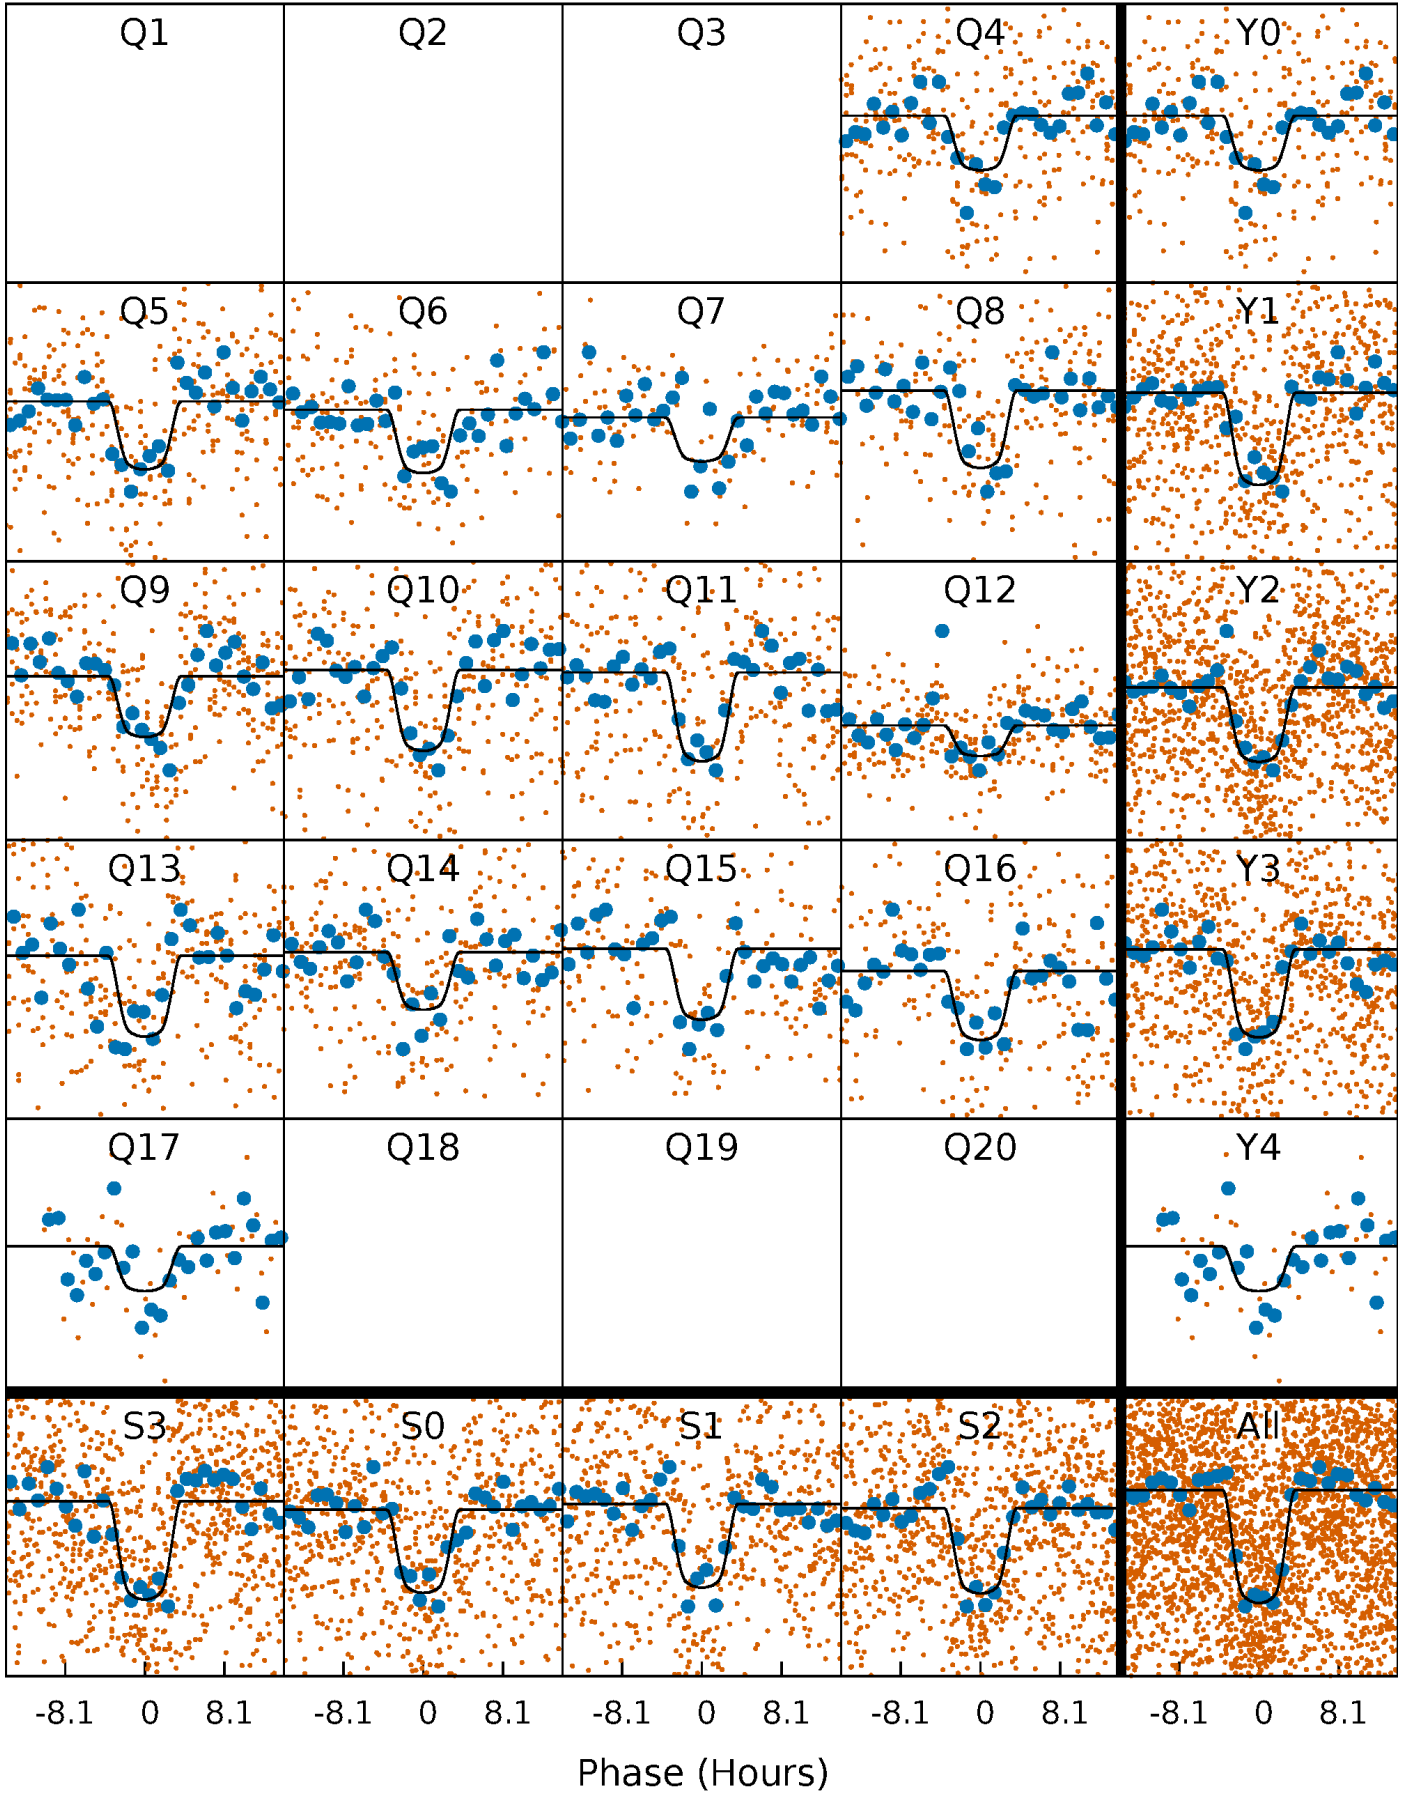 Q1 Q2 Q3 Q4 Y0
Q5 Q6 Q7 Q8 Y1
Q9 Q10 Q11 Q12 Y2
Q13 Q14 Q15 Q16 Y3
Q17 Q18 Q19 Q20 Y4
S3 S0 S1 S2 All
-8.1 0 8.1 -8.1 0 8.1 -8.1 0 8.1 -8.1 0 8.1 -8.1 0 8.1
Phase (Hours)